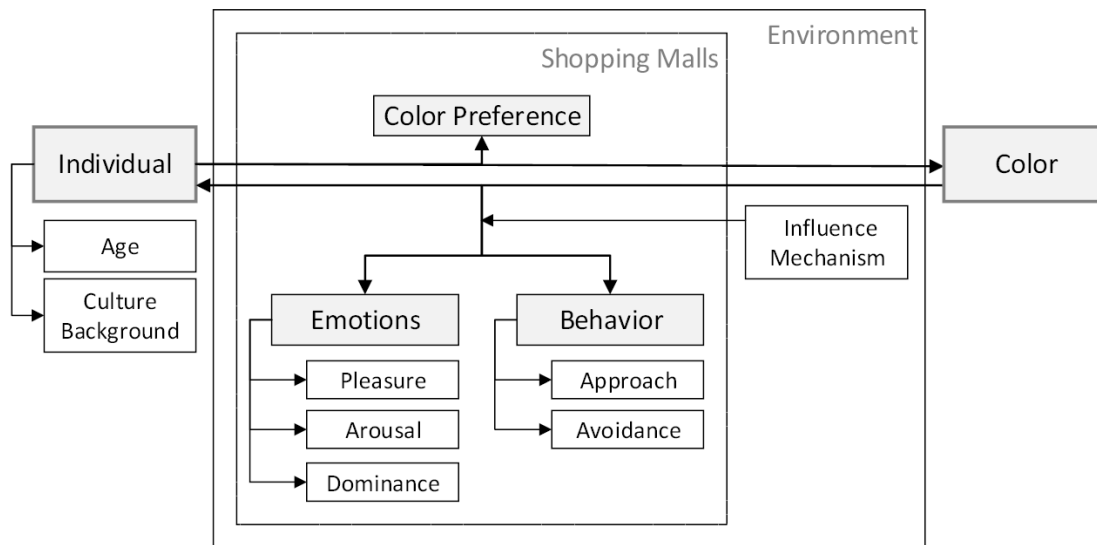 Environment
Shopping Malls
Color Preference
Individual
Color
Age
Culture
Background
Influence
Mechanism
Emotions
Behavior
Pleasure
Approach
Arousal
Avoidance
Dominance